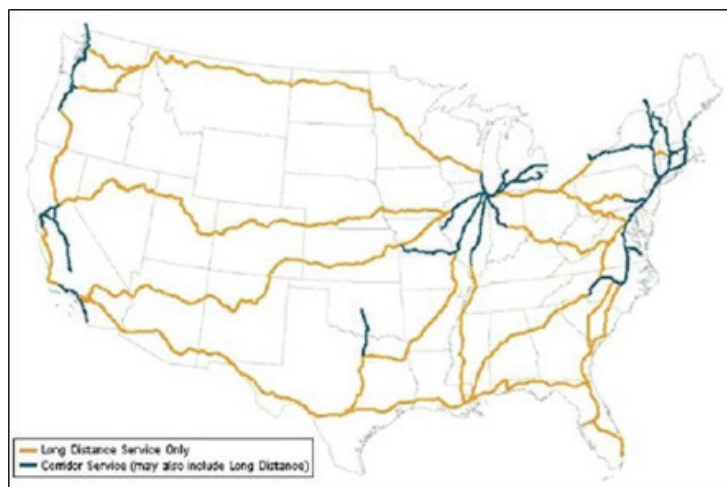 Long Distance Service Only
Corridor Service (may also include Long Distance)